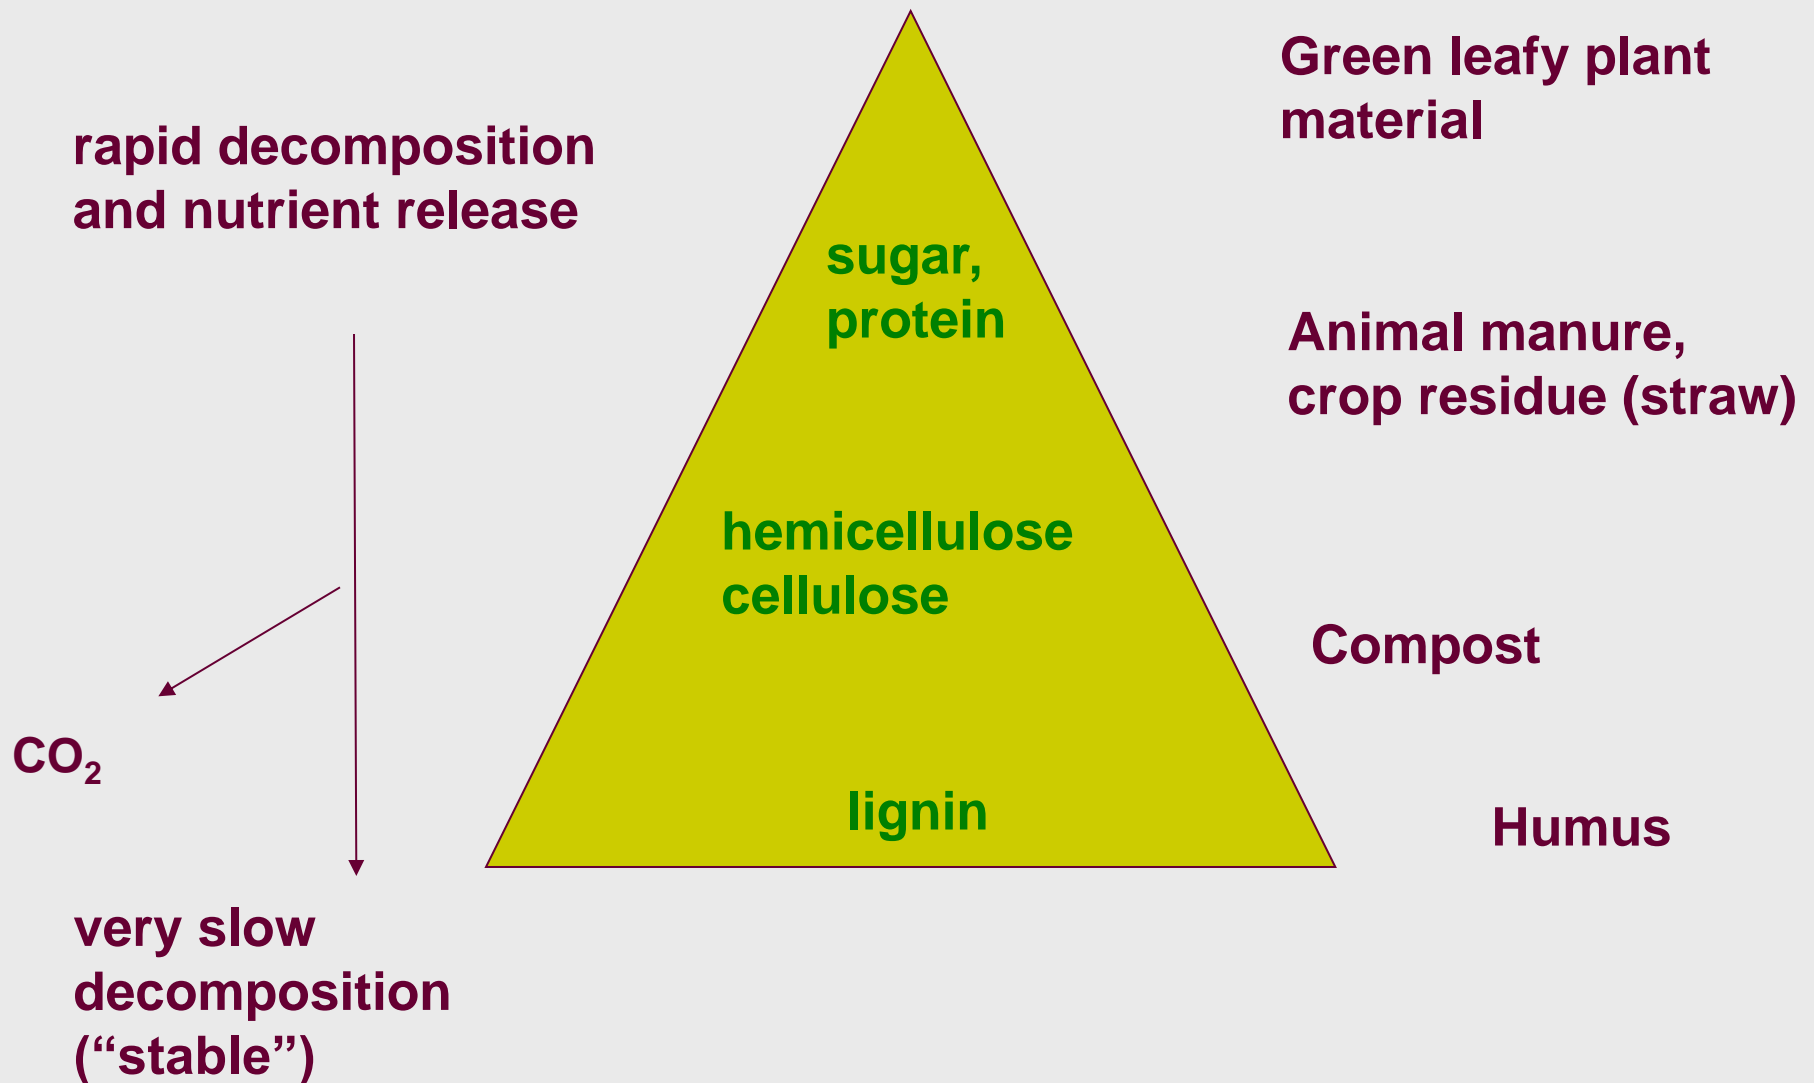 rapid decomposition
and nutrient release
CO₂
very slow
decomposition
(“stable”)
sugar,
protein
hemicellulose
cellulose
lignin
Green leafy plant
material
Animal manure,
crop residue (straw)
Compost
Humus